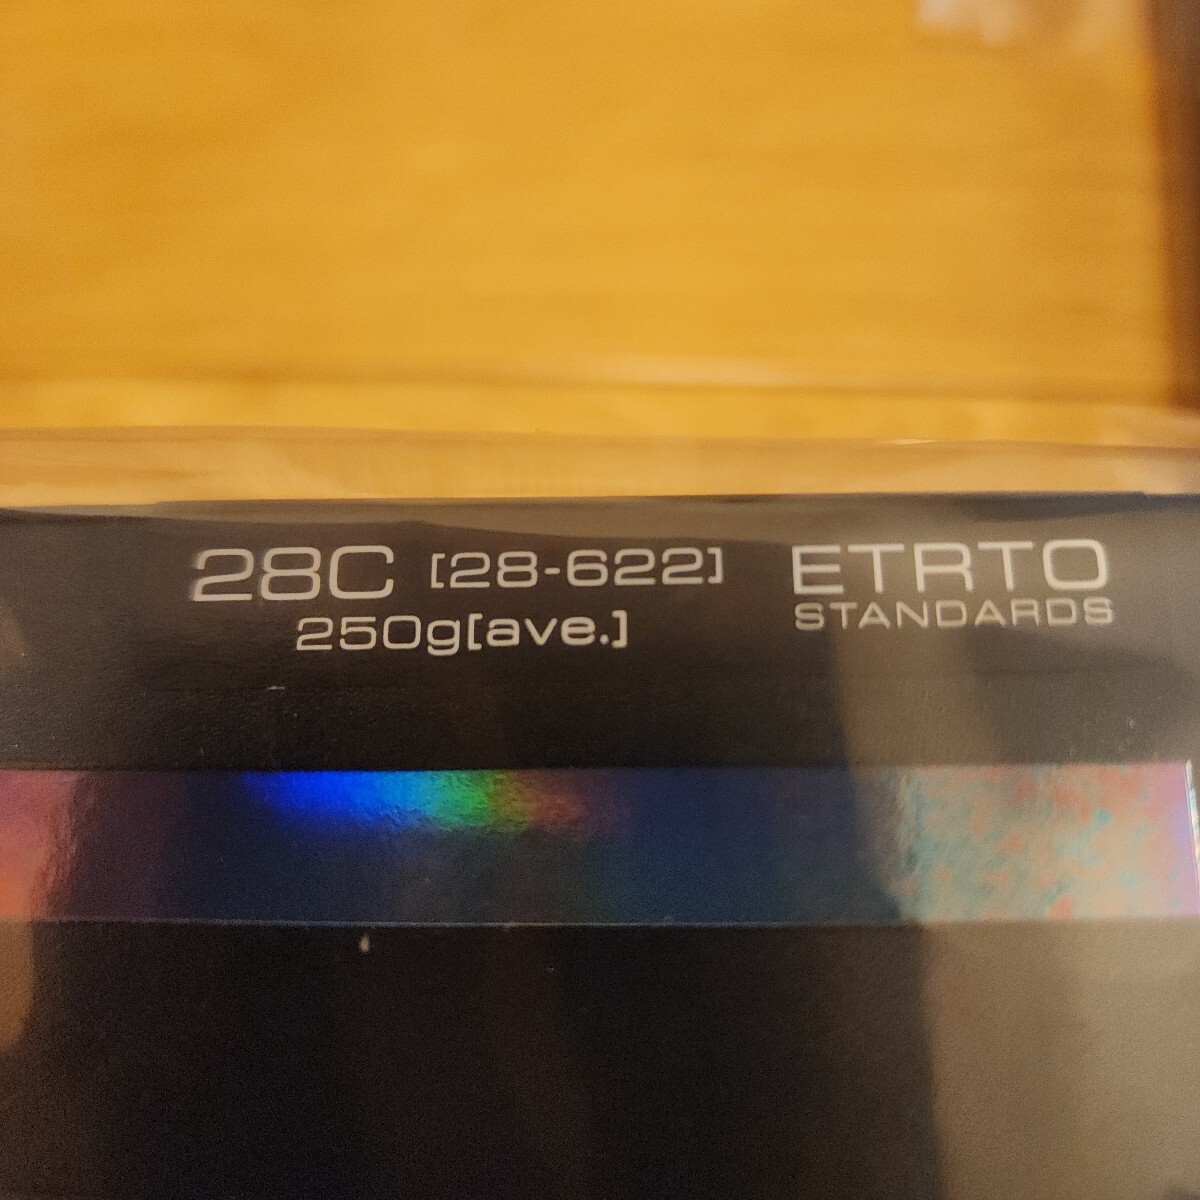 28C [28-622]
250g[ave.]
ETRTO
STANDARDS